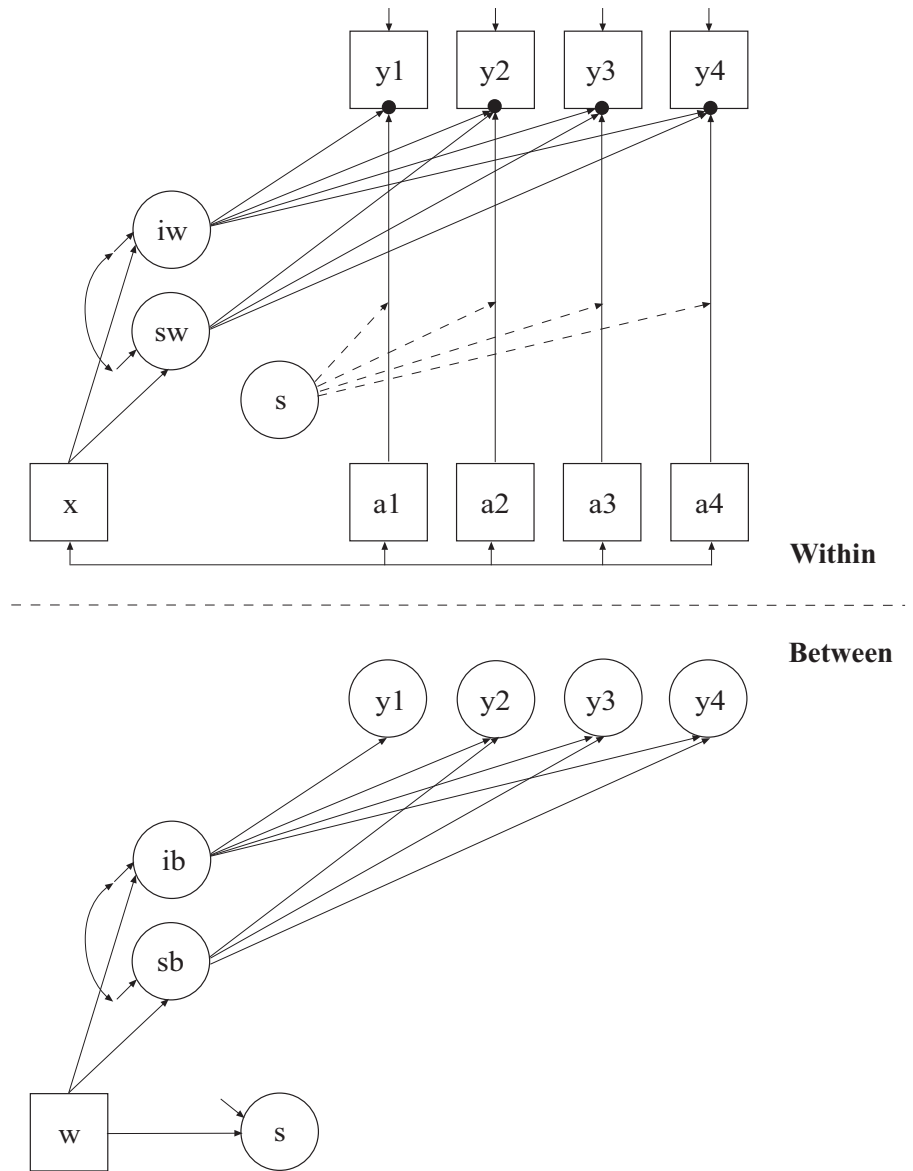 y1 y2 y3 y4
iw
sw
s
x a1 a2 a3 a4
Within
Between
y1 y2 y3 y4
ib
sb
w s